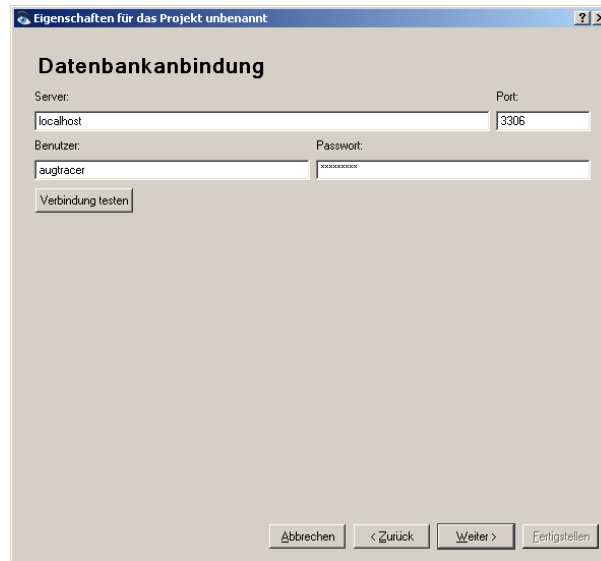 Eigenschaften für das Projekt unbenannt
Datenbankanbindung
Server: Port:
localhost 3306
Benutzer: Passwort:
augtracer xxxxxxxxx
Verbindung testen
Abbrechen < Zurück Weiter > Fertigstellen